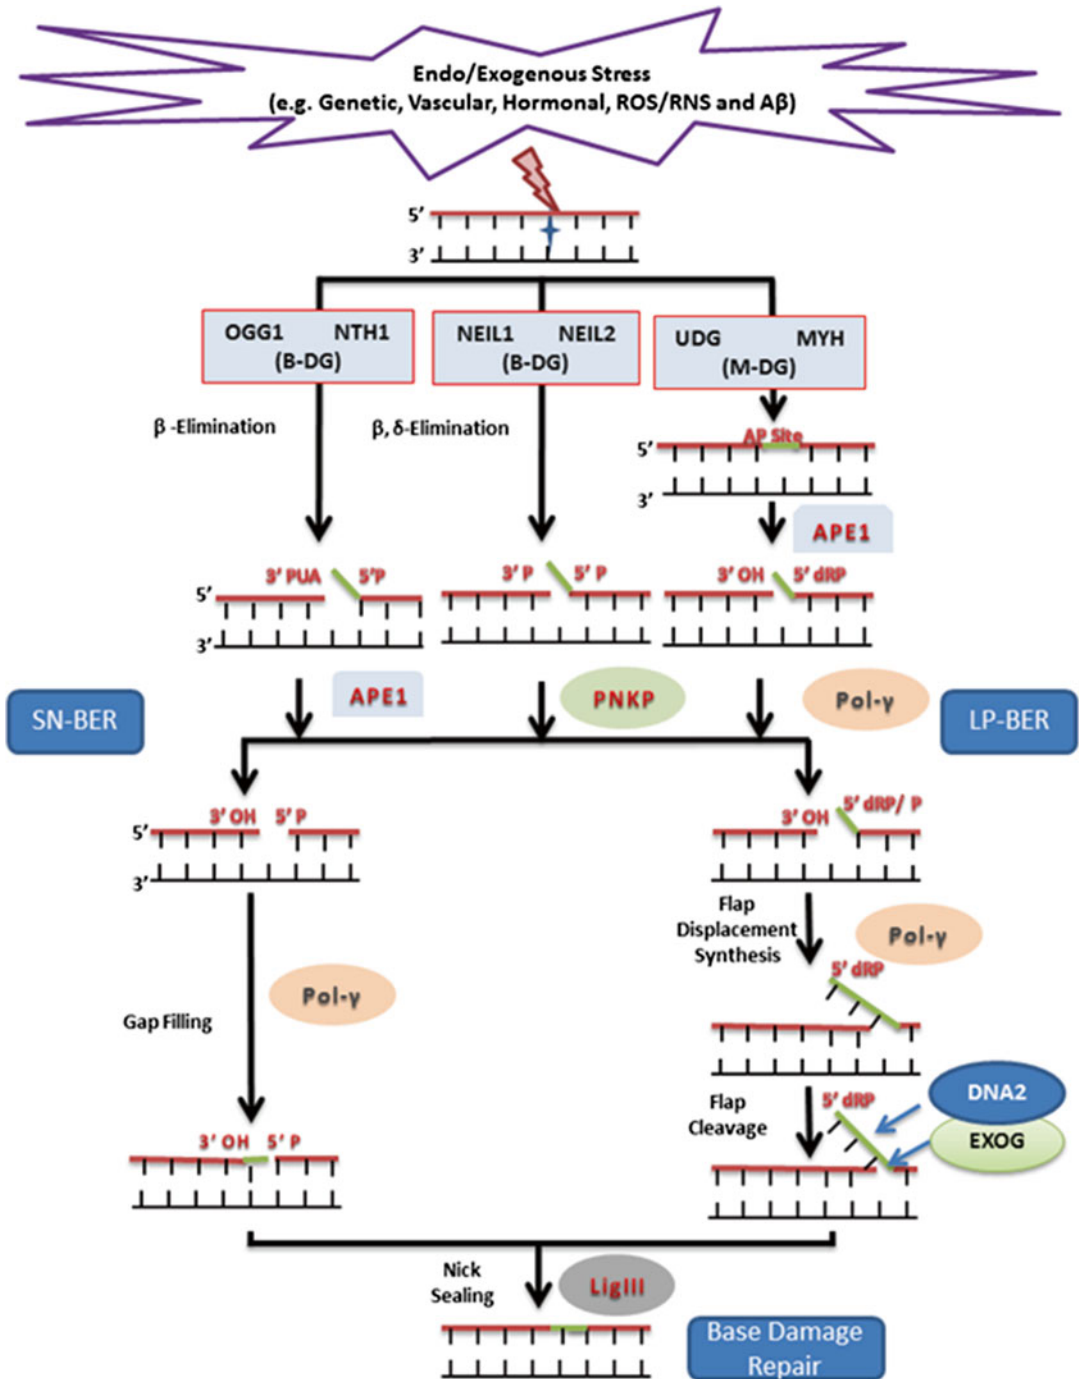 Endo/Exogenous Stress
(e.g. Genetic, Vascular, Hormonal, ROS/RNS and Aβ)
5'
3'
OGG1 NTH1
(B-DG)
NEIL1 NEIL2
(B-DG)
UDG MYH
(M-DG)
β -Elimination
β, δ-Elimination
AP Site
5'
3'
APE1
3' PUA 5'P
3' P 5' P
3' OH 5' dRP
5'
3'
SN-BER
APE1
PNKP
Pol-γ
LP-BER
3' OH 5' P
5'
3'
3' OH 5' dRP/ P
Flap
Displacement
Synthesis
Pol-γ
5' dRP
Pol-γ
Gap Filling
Flap
Cleavage
5' dRP
DNA2
EXOG
3' OH 5' P
Nick
Sealing
LigIII
Base Damage
Repair